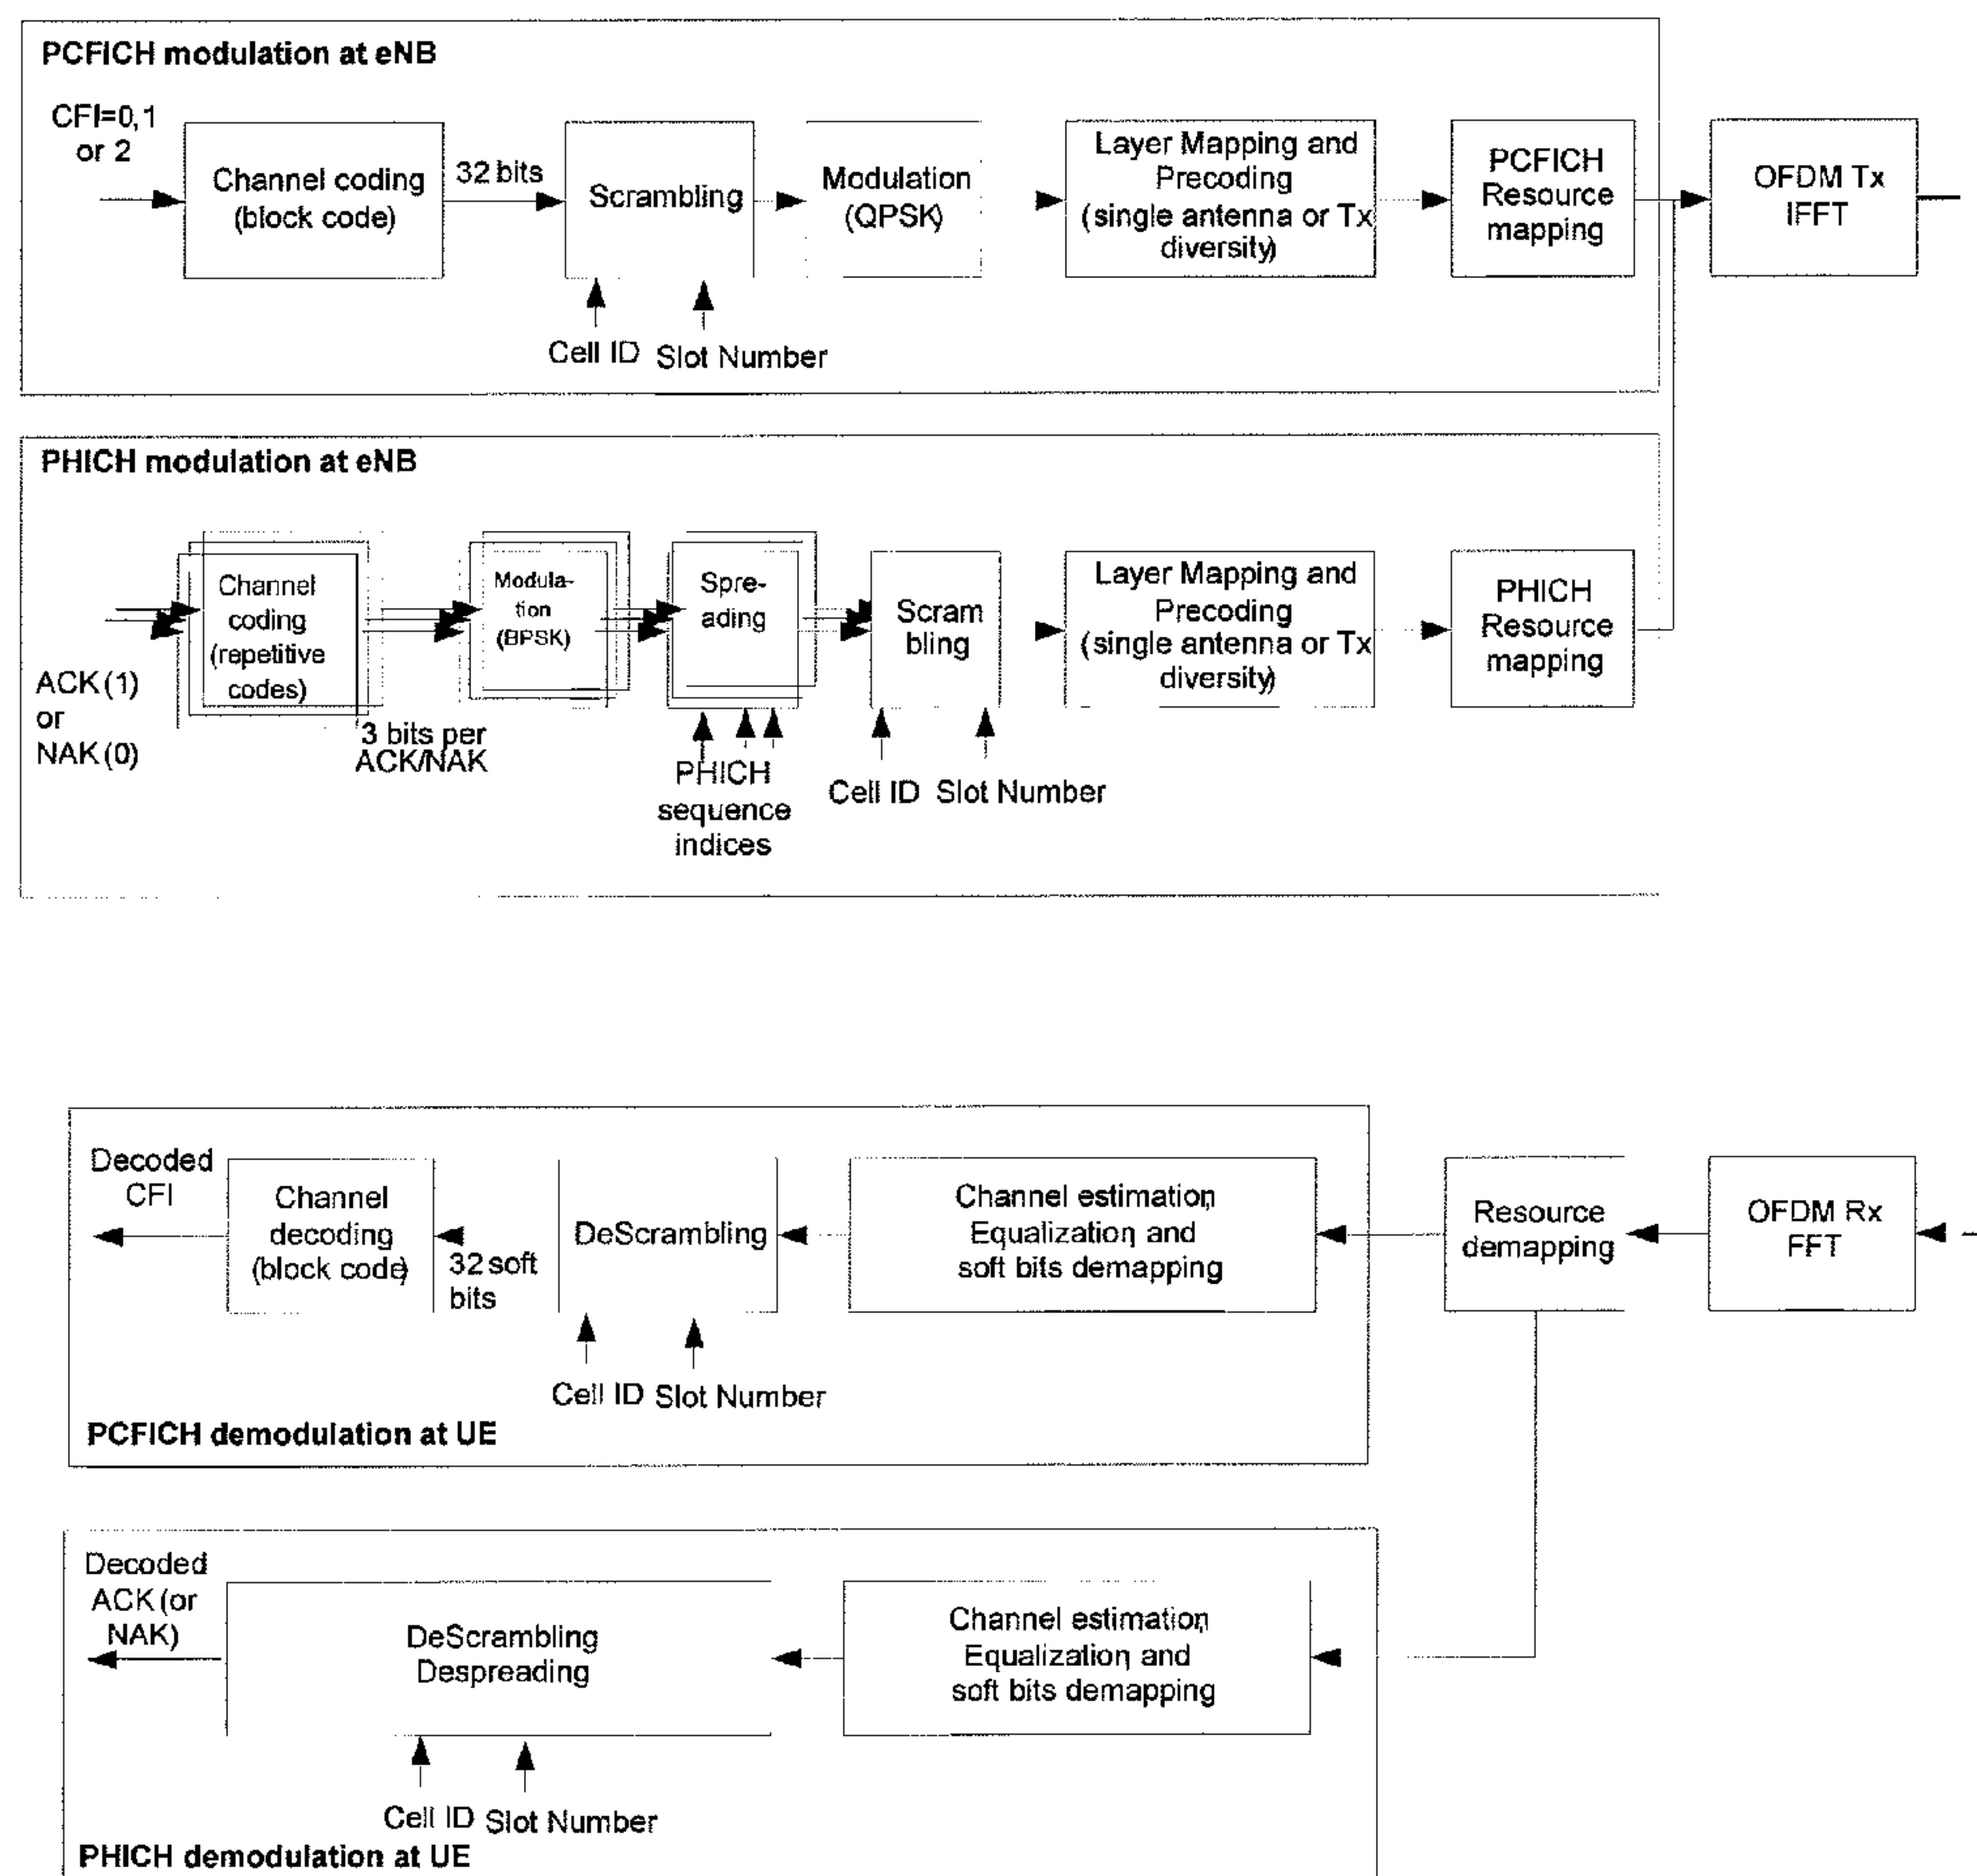 PCFICH modulation at eNB
CFI=0,1
or 2
Channel coding
(block code)
32 bits
Scrambling
Modulation
(QPSK)
Layer Mapping and
Precoding
(single antenna or Tx
diversity)
PCFICH
Resource
mapping
OFDM Tx
IFFT
Cell ID
Slot Number
PHICH modulation at eNB
ACK (1)
or
NAK (0)
Channel
coding
(repetitive
codes)
3 bits per
ACK/NAK
Modula-
tion
(BPSK)
Spre-
ading
PHICH
sequence
indices
Scram
bling
Cell ID
Slot Number
Layer Mapping and
Precoding
(single antenna or Tx
diversity)
PHICH
Resource
mapping
Decoded
CFI
Channel
decoding
(block code)
32 soft
bits
DeScrambling
Cell ID
Slot Number
Channel estimation,
Equalization, and
soft bits demapping
Resource
demapping
OFDM Rx
FFT
PCFICH demodulation at UE
Decoded
ACK (or
NAK)
DeScrambling
Despreading
Cell ID
Slot Number
Channel estimation,
Equalization, and
soft bits demapping
PHICH demodulation at UE